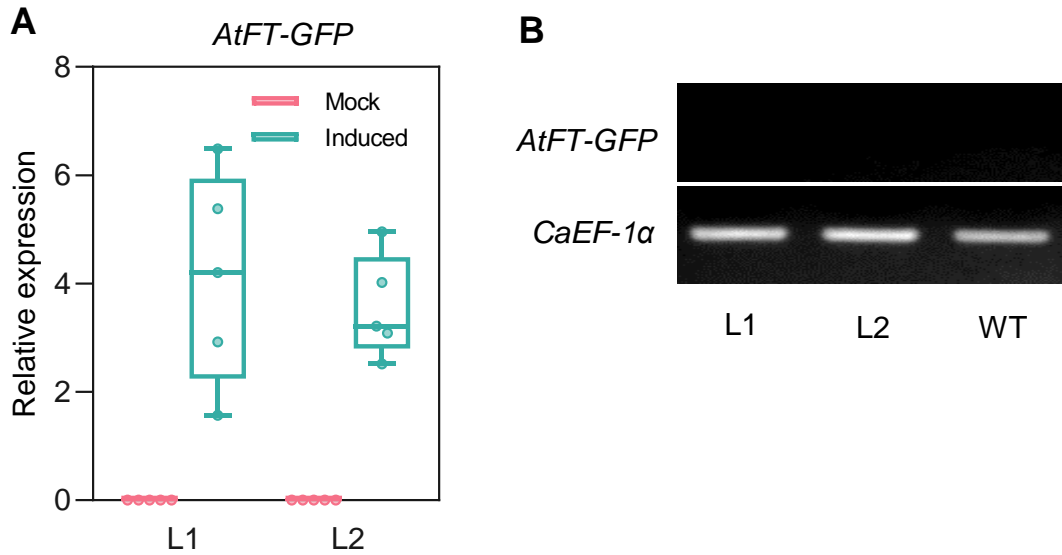 A
AtFT-GFP
Relative expression
8
6
4
2
0
Mock
Induced
L1
L2
B
AtFT-GFP
CaEF-1α
L1
L2
WT